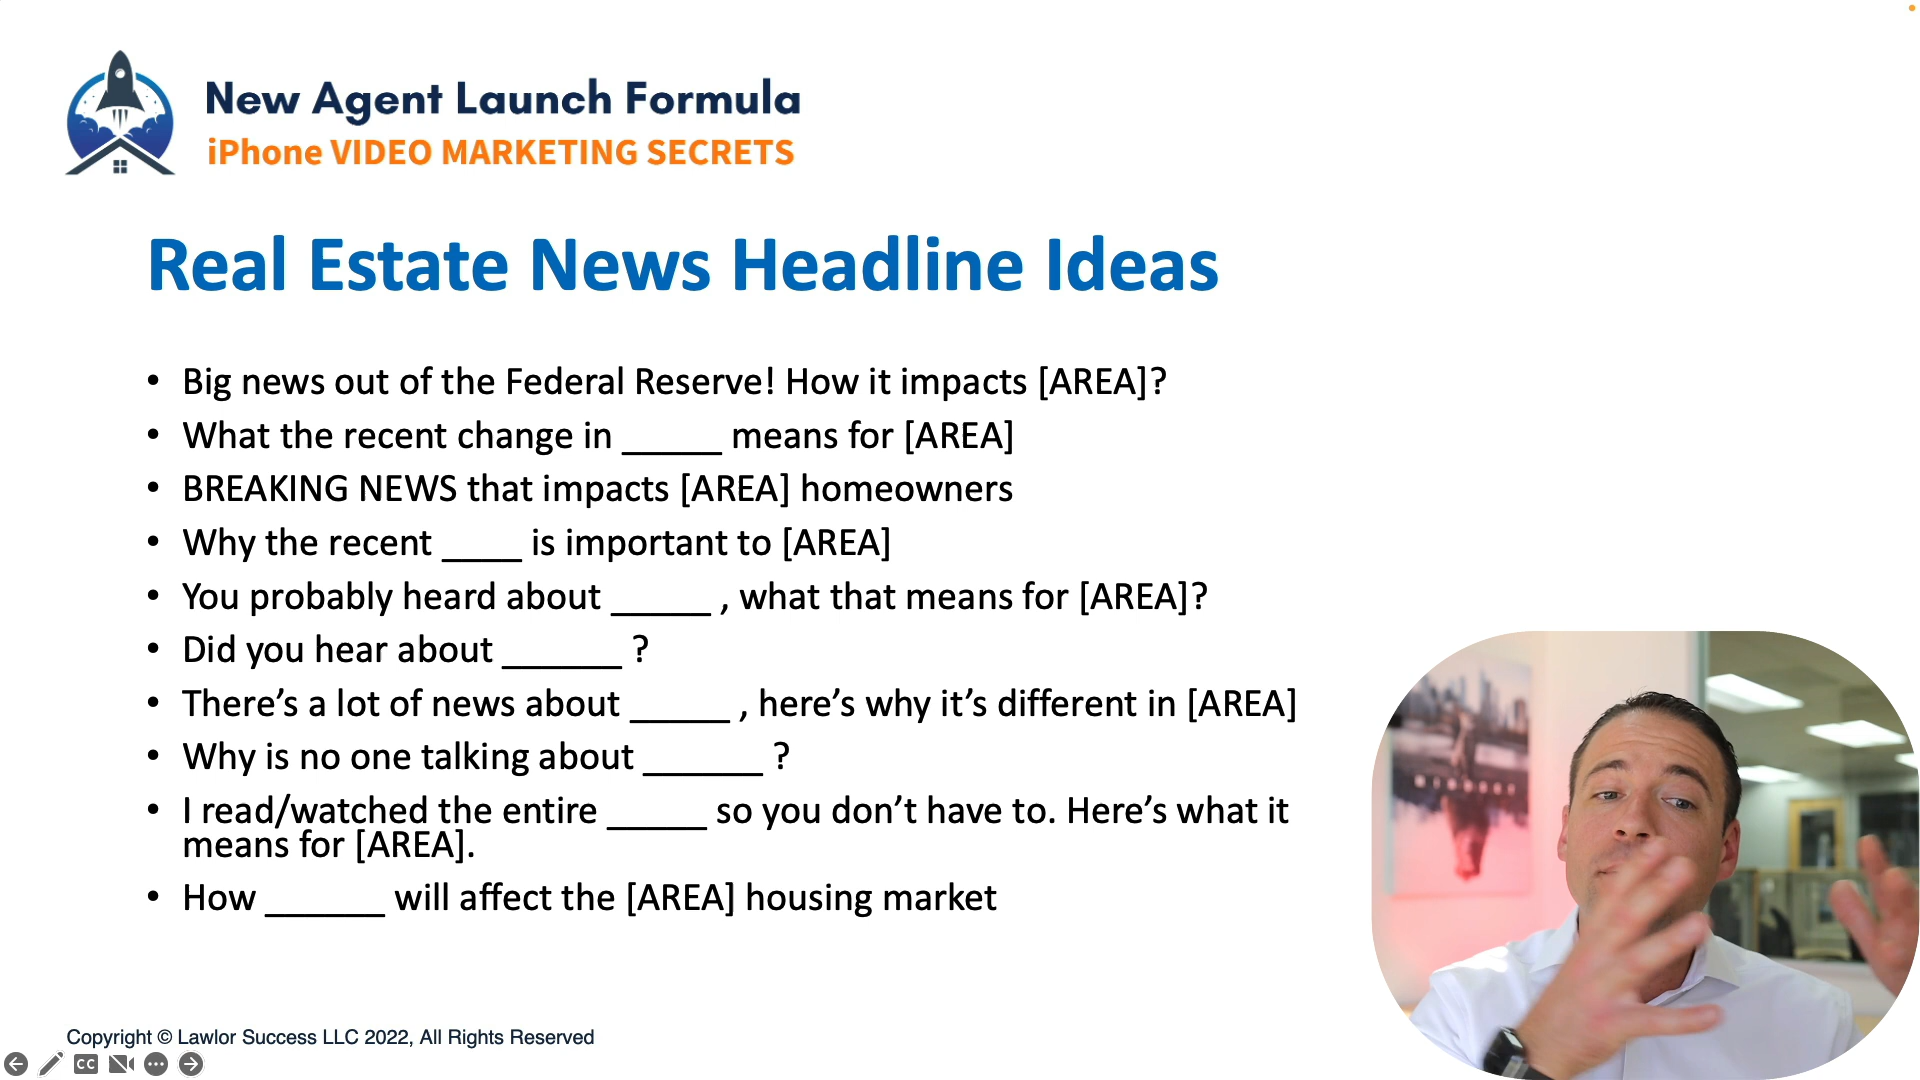 New Agent Launch Formula
iPhone VIDEO MARKETING SECRETS
Real Estate News Headline Ideas
• Big news out of the Federal Reserve! How it impacts [AREA]?
• What the recent change in _____ means for [AREA]
• BREAKING NEWS that impacts [AREA] homeowners
• Why the recent ____ is important to [AREA]
• You probably heard about _____ , what that means for [AREA]?
• Did you hear about ______ ?
• There’s a lot of news about _____ , here’s why it’s different in [AREA]
• Why is no one talking about ______ ?
• I read/watched the entire _____ so you don’t have to. Here’s what it
means for [AREA].
• How ______ will affect the [AREA] housing market
Copyright © Lawlor Success LLC 2022, All Rights Reserved
CC